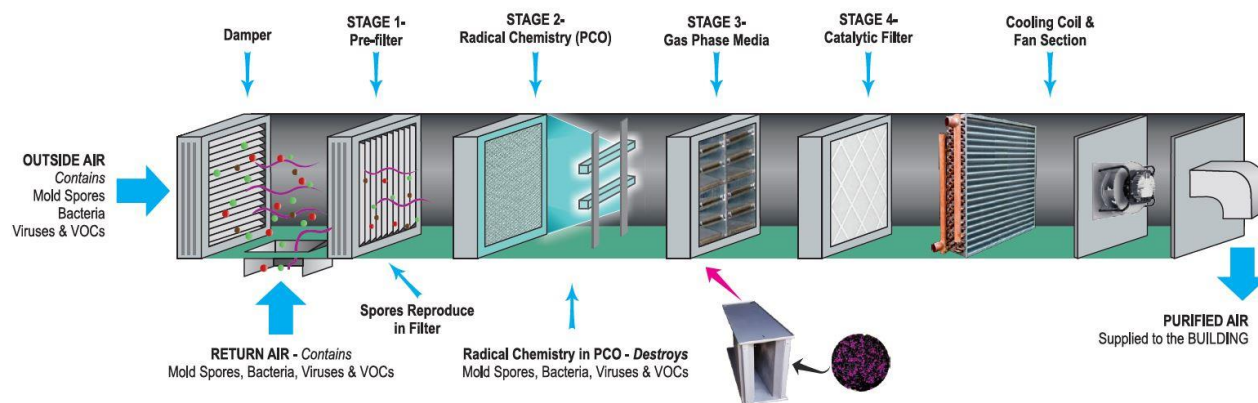 Damper
STAGE 1-
Pre-filter
STAGE 2-
Radical Chemistry (PCO)
STAGE 3-
Gas Phase Media
STAGE 4-
Catalytic Filter
Cooling Coil &
Fan Section
OUTSIDE AIR
Contains
Mold Spores
Bacteria
Viruses & VOCs
Spores Reproduce
in Filter
RETURN AIR - Contains
Mold Spores, Bacteria, Viruses & VOCs
Radical Chemistry in PCO - Destroys
Mold Spores, Bacteria, Viruses & VOCs
PURIFIED AIR
Supplied to the BUILDING